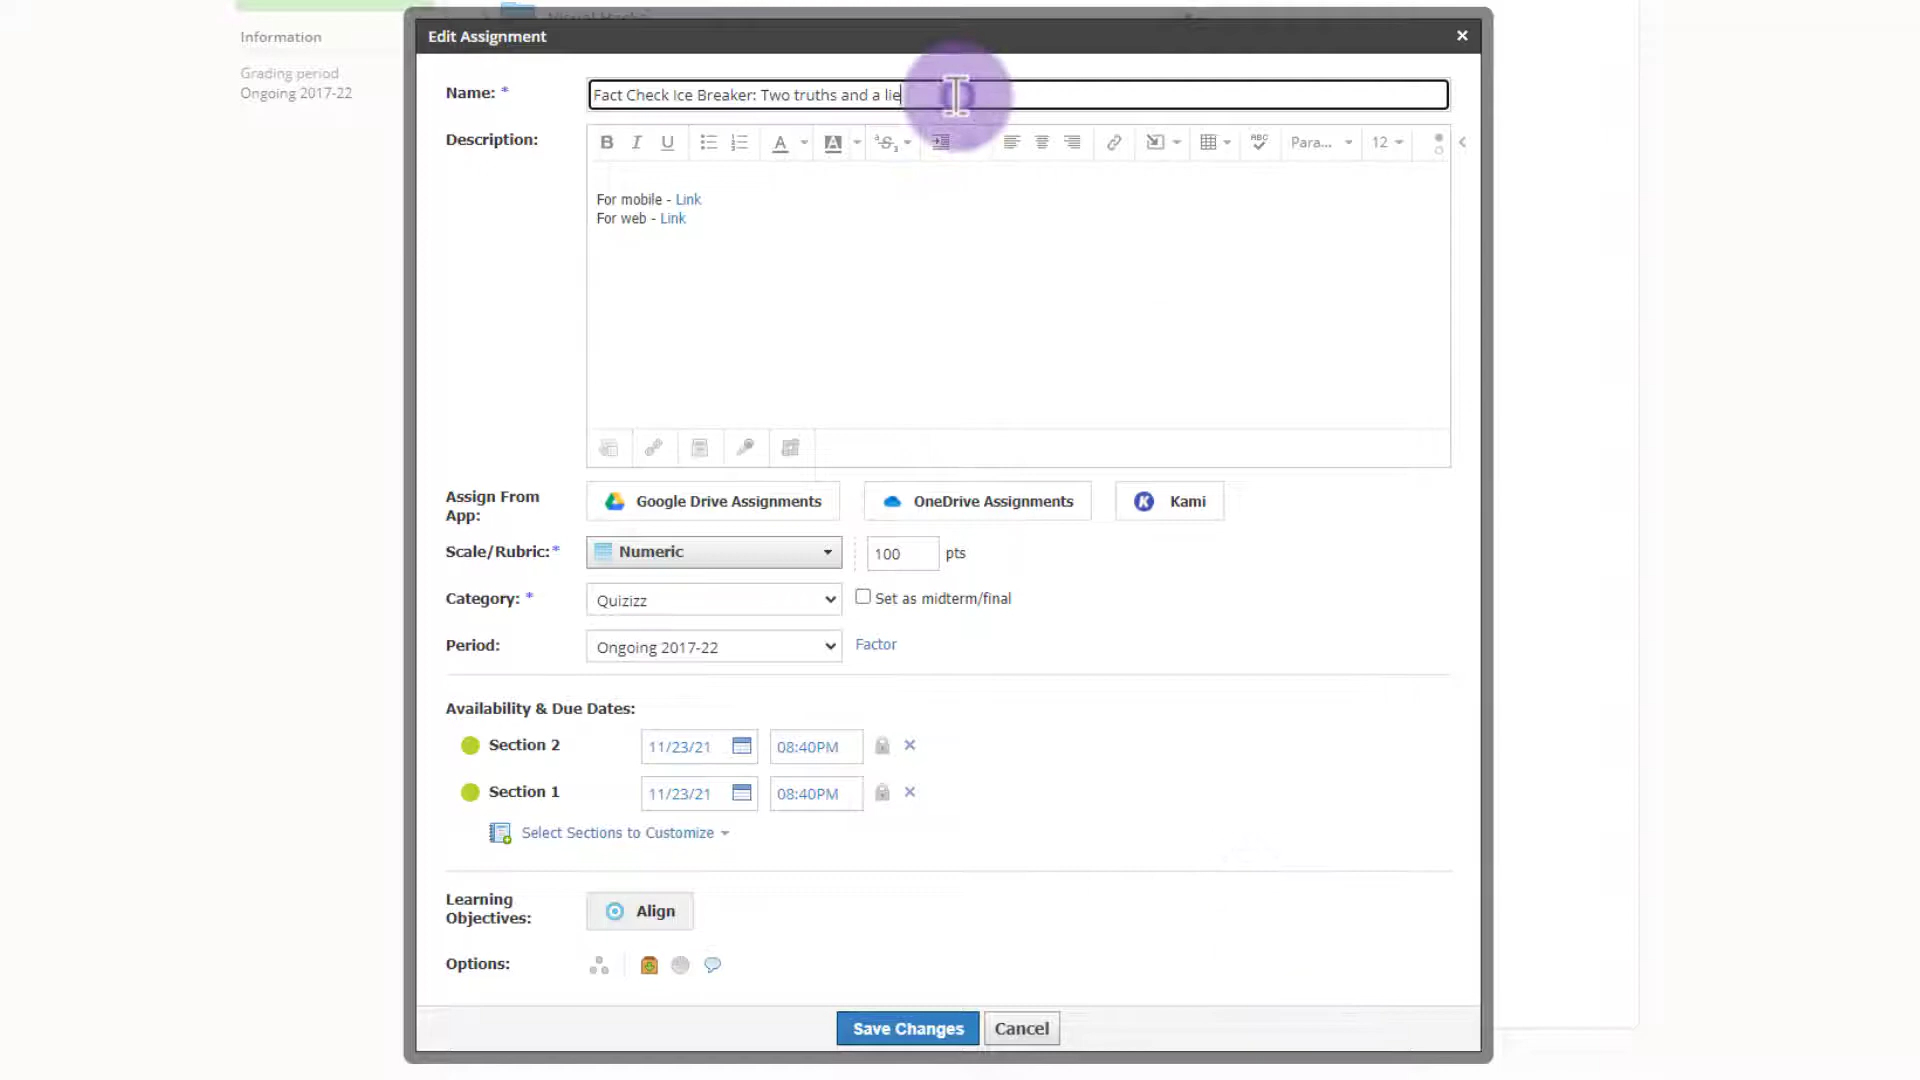 Information
Grading period
Ongoing 2017-22
Edit Assignment
Name: *
Fact Check Ice Breaker: Two truths and a lie
Description:
B I U
A
A
ABC
Para...
12
For mobile - Link
For web - Link
Assign From App:
Google Drive Assignments
OneDrive Assignments
K Kami
Scale/Rubric:*
Numeric
100 pts
Category: *
Quizizz
Set as midterm/final
Period:
Ongoing 2017-22
Factor
Availability & Due Dates:
Section 2 11/23/21 08:40PM
Section 1 11/23/21 08:40PM
Select Sections to Customize
Learning
Objectives:
Align
Options:
Save Changes
Cancel